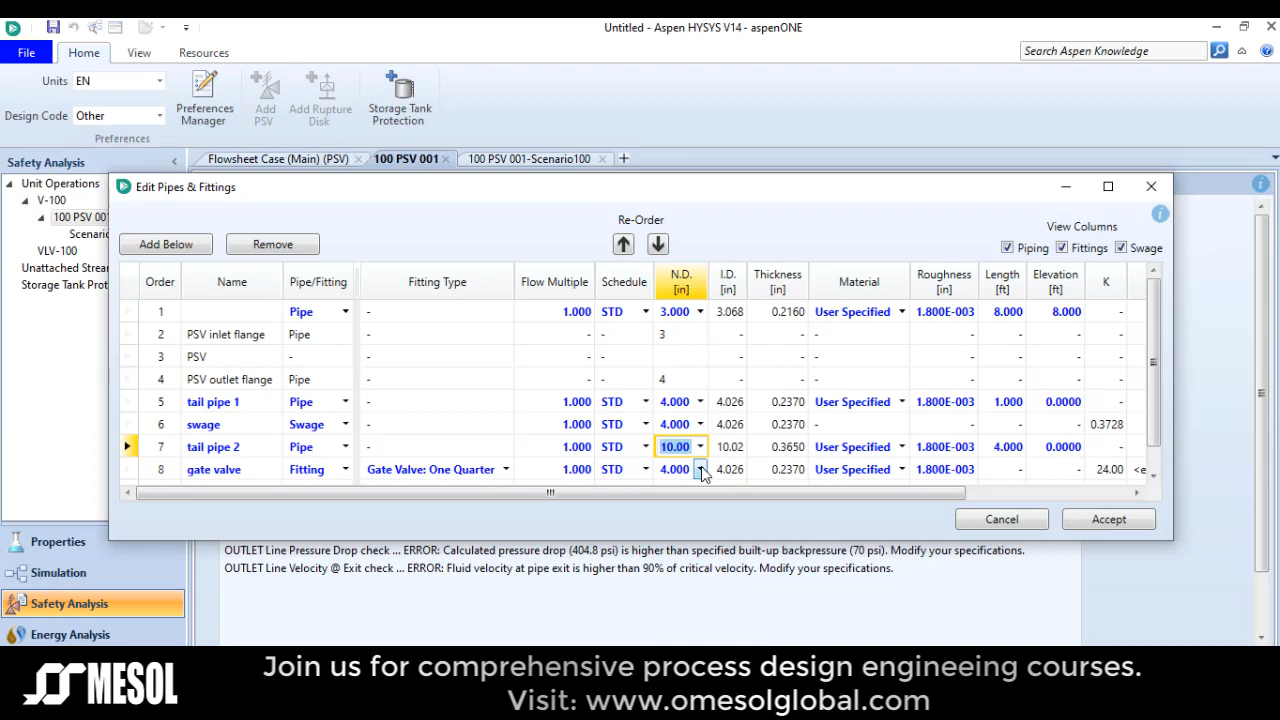 Untitled - Aspen HYSYS V14 - aspenONE
File Home View Resources
Search Aspen Knowledge
Units EN
Design Code Other
Preferences Manager
Add PSV
Add Rupture Disk
Storage Tank Protection
Preferences
Safety Analysis
Flowsheet Case (Main) (PSV) 100 PSV 001 100 PSV 001-Scenario100
Unit Operations
V-100
100 PSV 001
Scenario
VLV-100
Unattached Strea
Storage Tank Prot
Edit Pipes & Fittings
Re-Order
View Columns
Add Below Remove
Piping Fittings Swage
Order Name Pipe/Fitting Fitting Type Flow Multiple Schedule N.D. [in] I.D. [in] Thickness [in] Material Roughness [in] Length [ft] Elevation [ft] K
1 Pipe - 1.000 STD 3.000 3.068 0.2160 User Specified 1.800E-003 8.000 8.000 -
2 PSV inlet flange Pipe - - - 3 - - - - - - -
3 PSV - - - - - - - - - - - -
4 PSV outlet flange Pipe - - - 4 - - - - - - -
5 tail pipe 1 Pipe - 1.000 STD 4.000 4.026 0.2370 User Specified 1.800E-003 1.000 0.0000 -
6 swage Swage - 1.000 STD 4.000 4.026 0.2370 User Specified 1.800E-003 - - 0.3728
7 tail pipe 2 Pipe - 1.000 STD 10.00 10.02 0.3650 User Specified 1.800E-003 4.000 0.0000 -
8 gate valve Fitting Gate Valve: One Quarter 1.000 STD 4.000 4.026 0.2370 User Specified 1.800E-003 - - 24.00 <e
Cancel Accept
Properties
Simulation
Safety Analysis
Energy Analysis
OUTLET Line Pressure Drop check ... ERROR: Calculated pressure drop (404.8 psi) is higher than specified built-up backpressure (70 psi). Modify your specifications.
OUTLET Line Velocity @ Exit check ... ERROR: Fluid velocity at pipe exit is higher than 90% of critical velocity. Modify your specifications.
MESOL
Join us for comprehensive process design engineeing courses.
Visit: www.omesolglobal.com